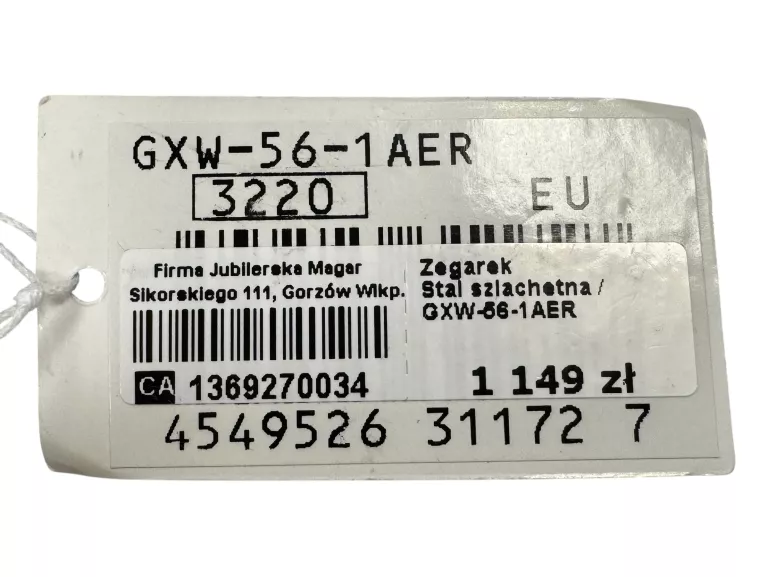 GXW-56-1AER
3220 EU
Firma Jubilerska Magar
Sikorskiego 111, Gorzów Wlkp.
Zegarek
Stal szlachetna /
GXW-56-1AER
CA 1369270034
1 149 zł
4549526 31172 7